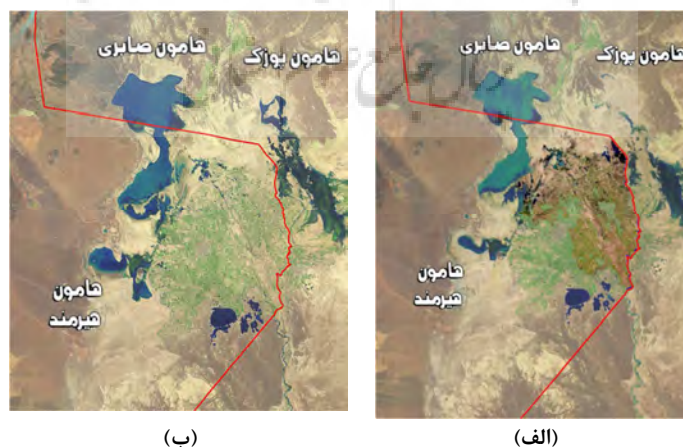 هامون پوزک
هامون صابری
هامون
هیرمند
(الف)
هامون پوزک
هامون صابری
هامون
هیرمند
(ب)